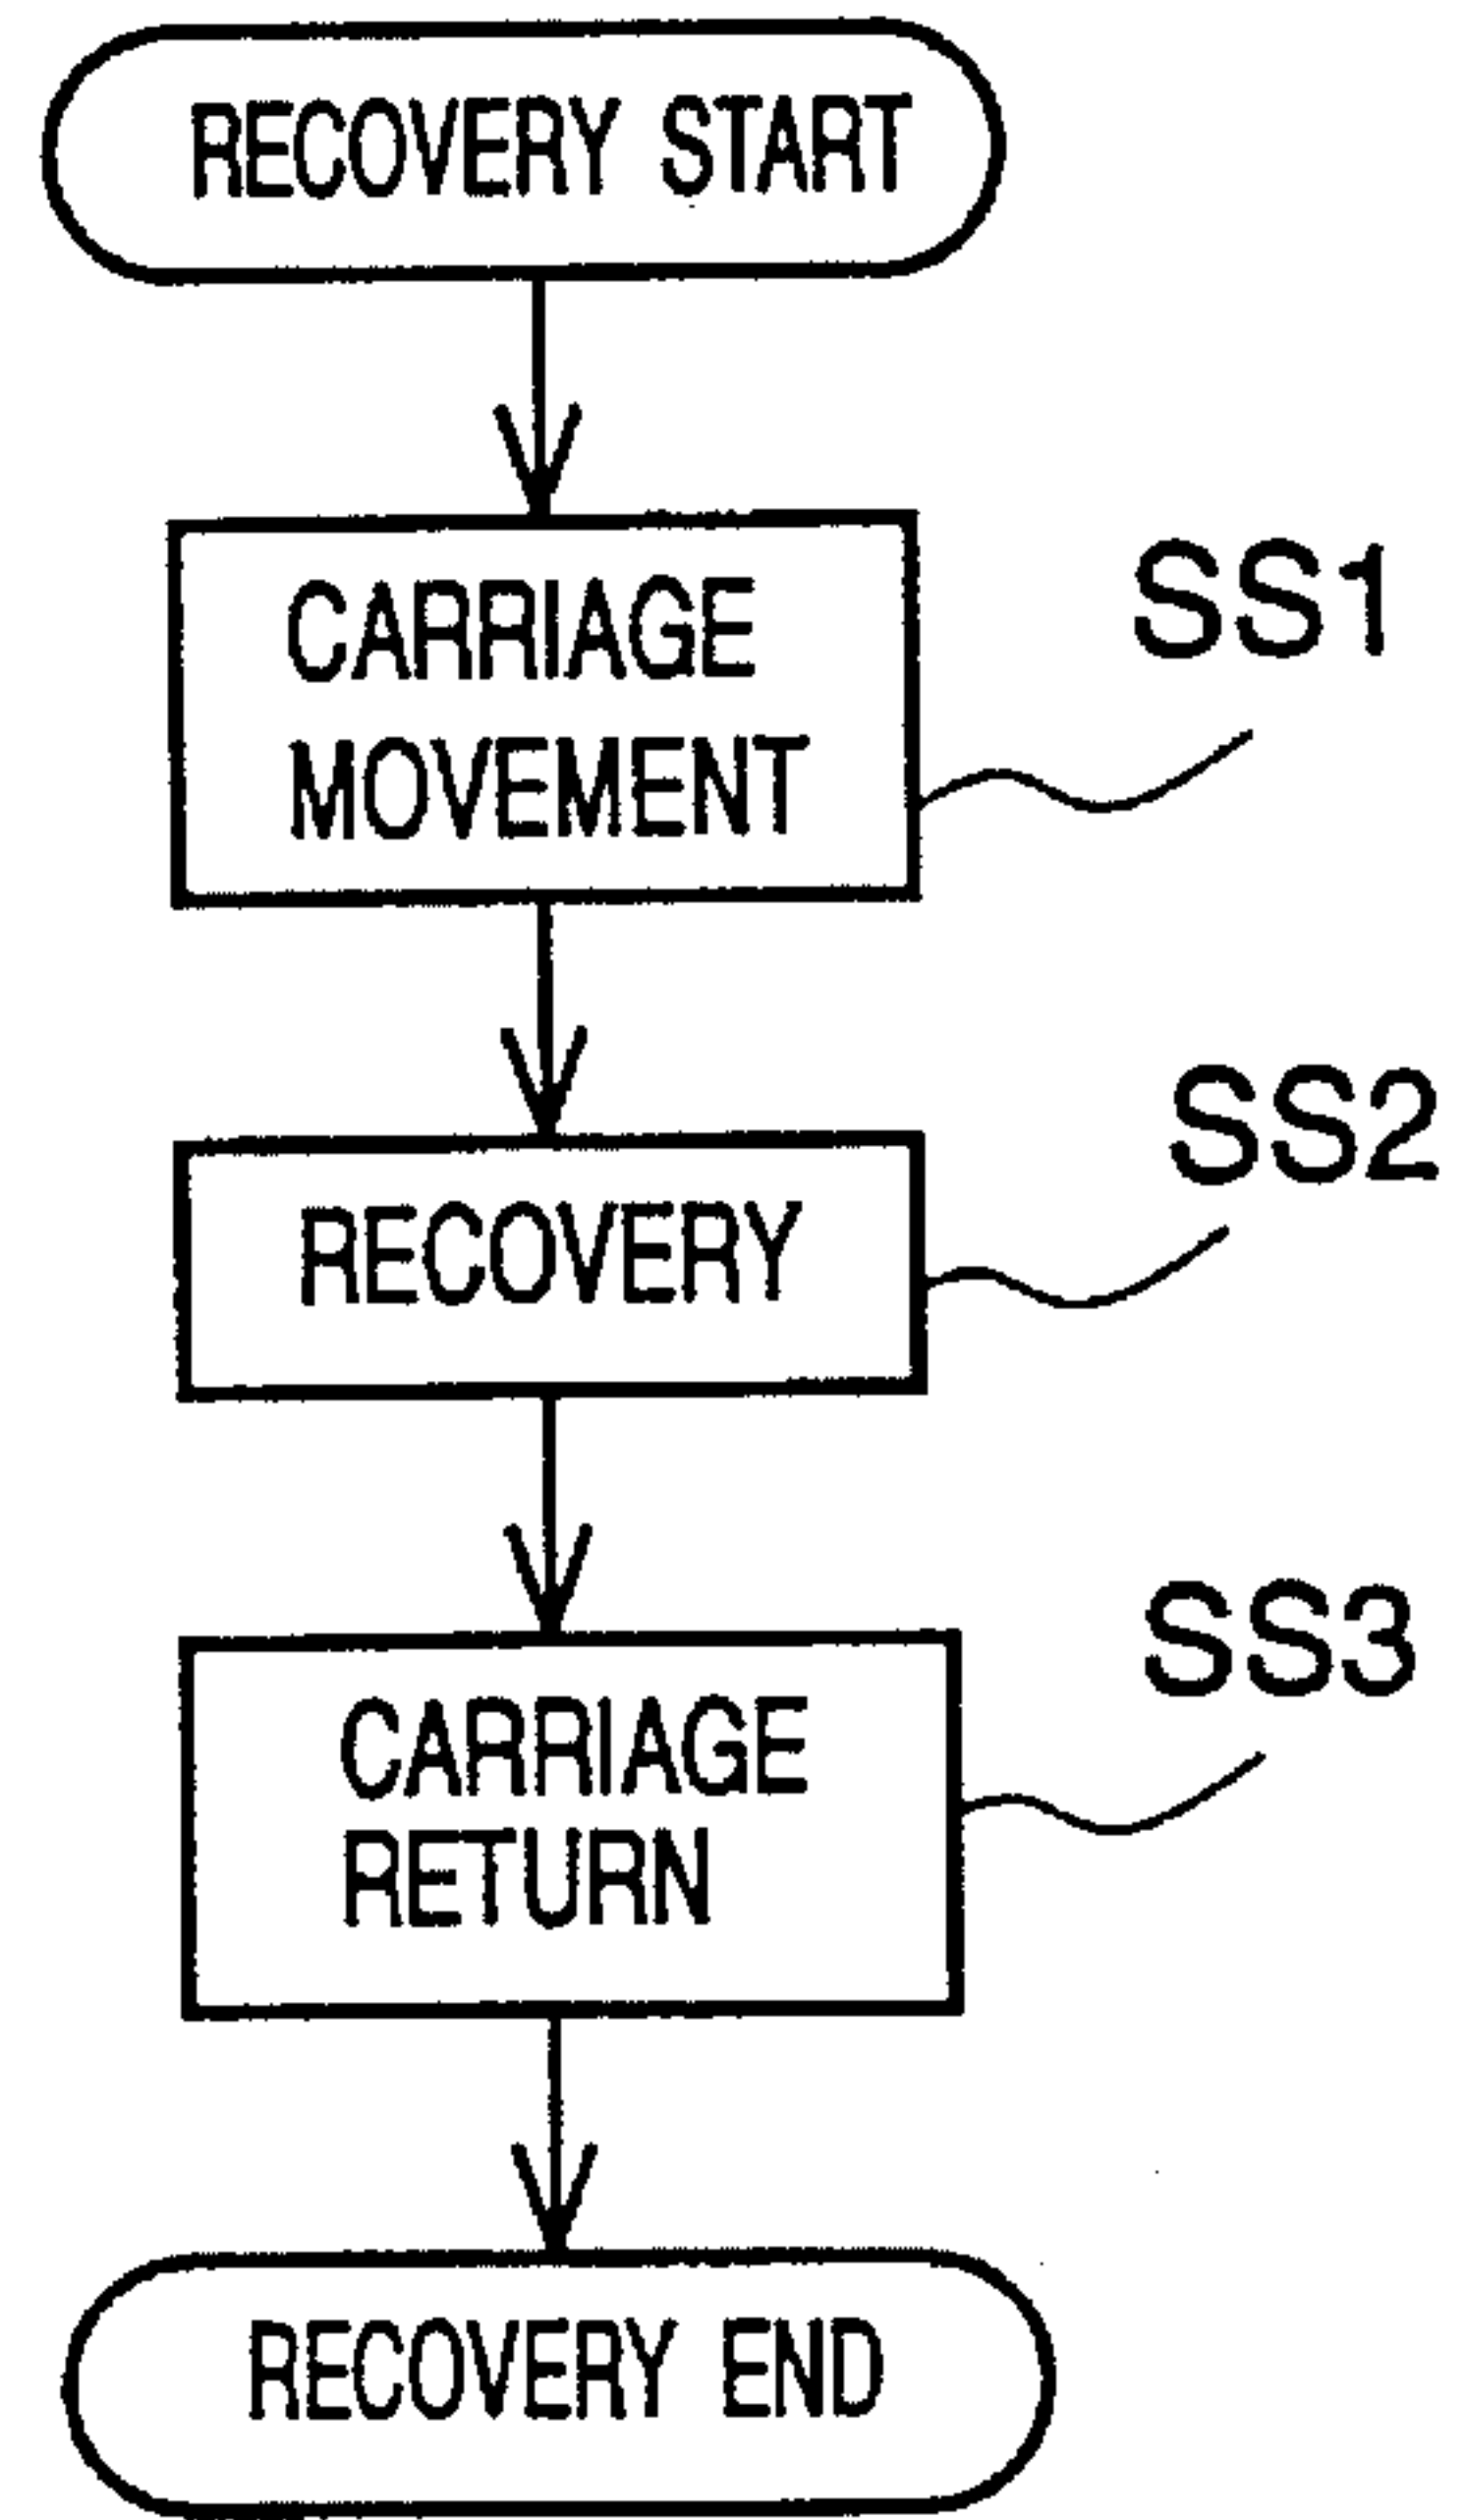 RECOVERY START
CARRIAGE
MOVEMENT
SS1
RECOVERY
SS2
CARRIAGE
RETURN
SS3
RECOVERY END